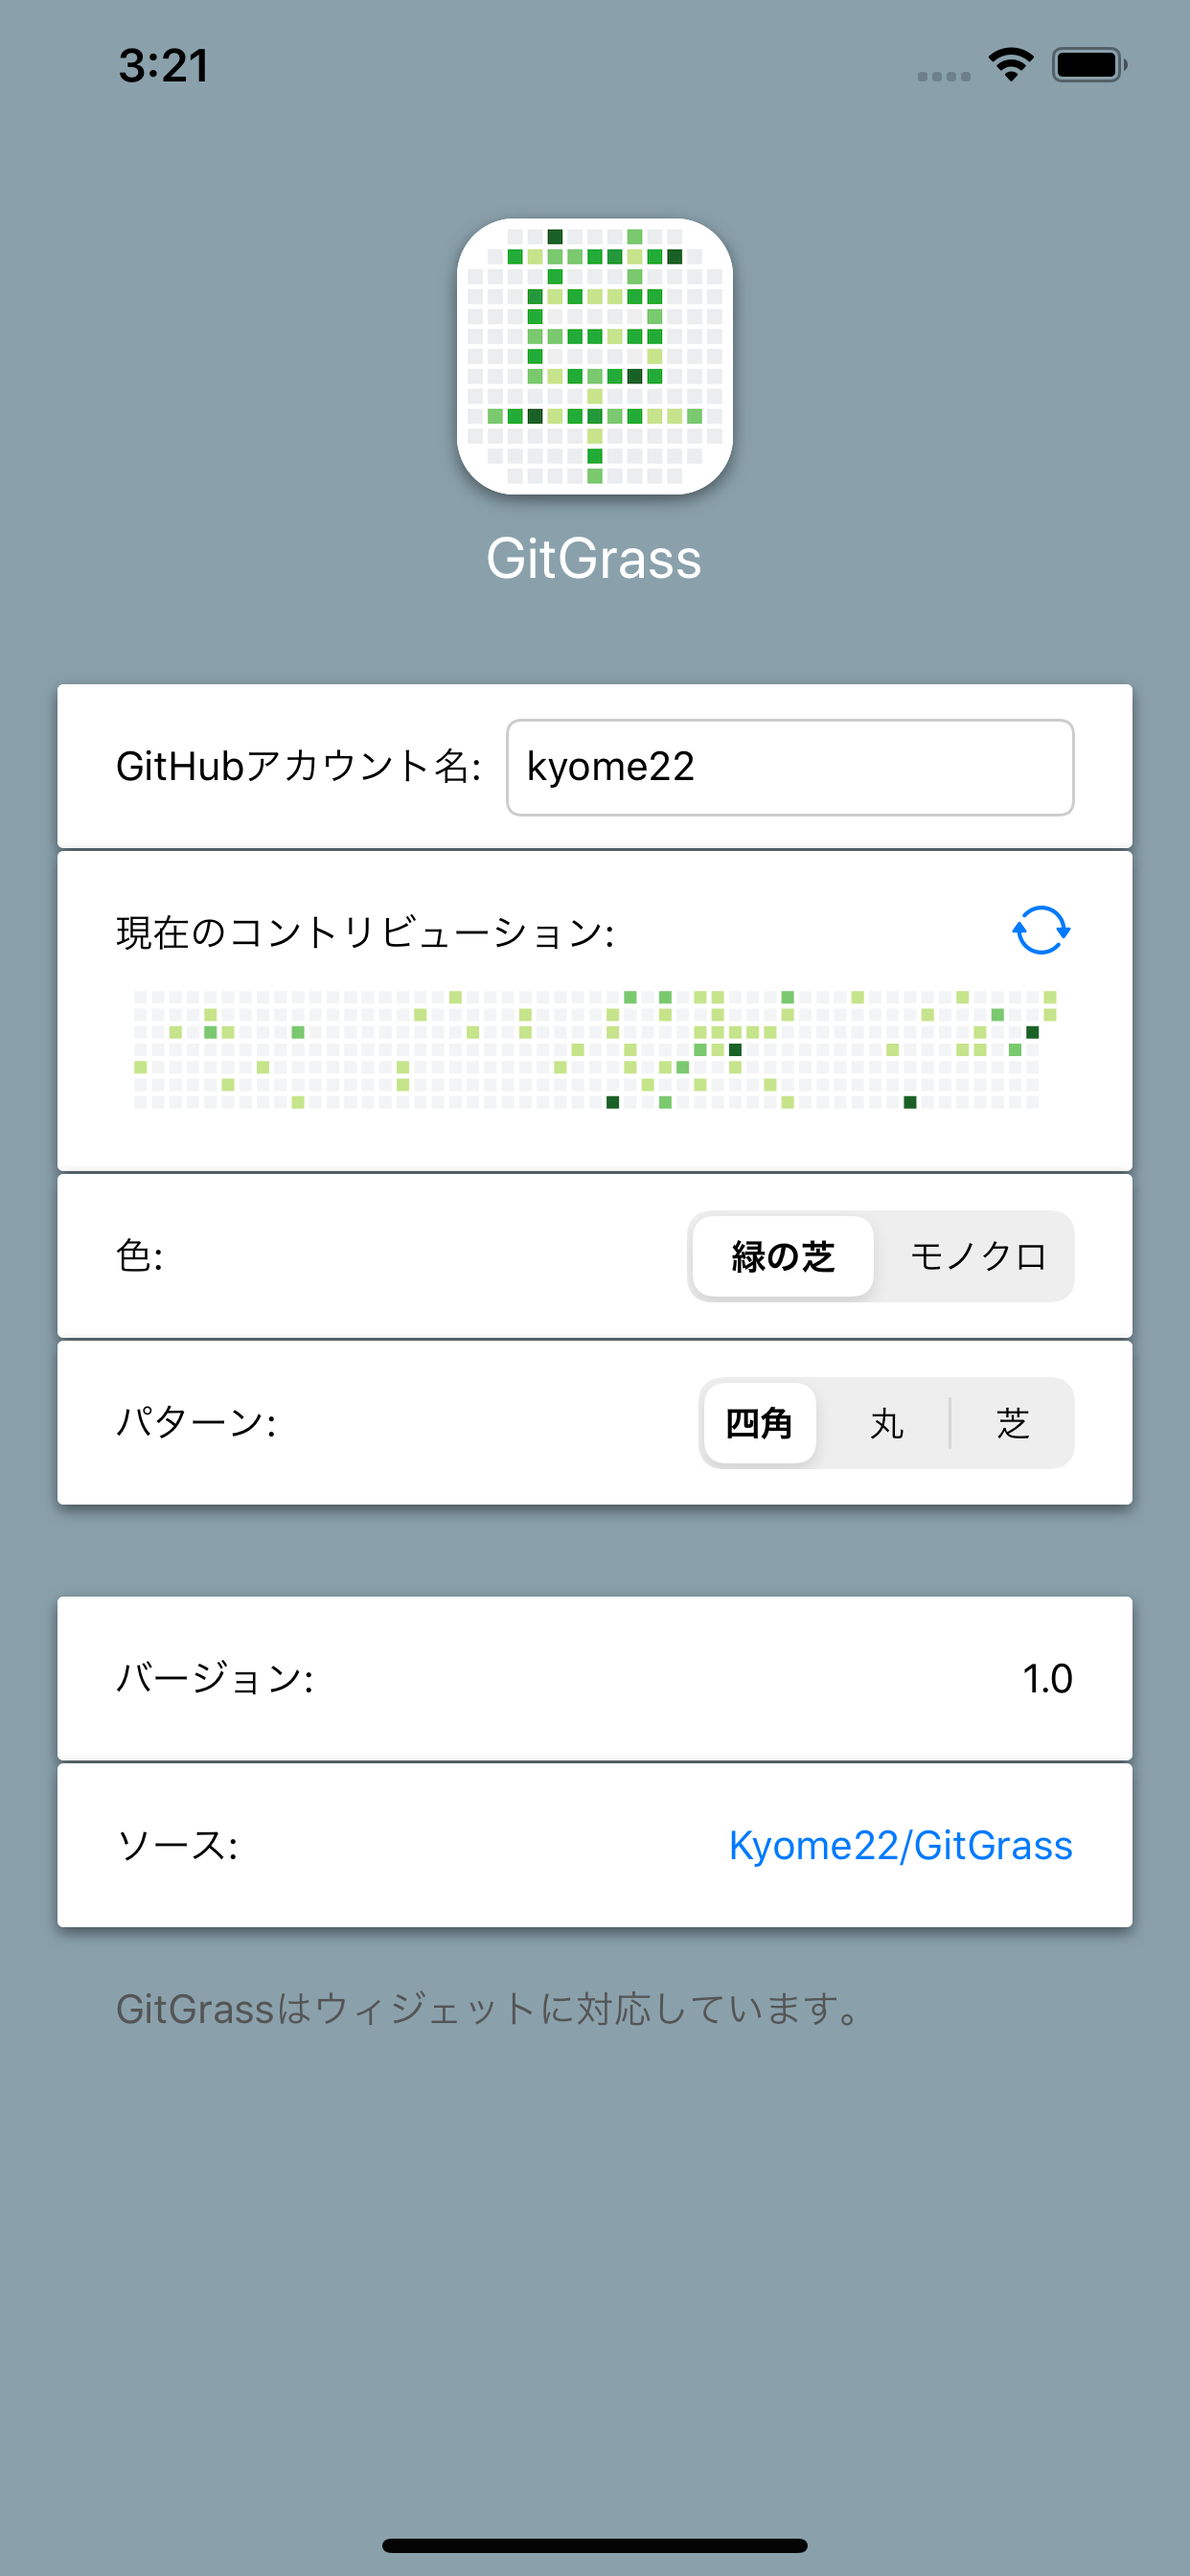 3:21
GitGrass
GitHubアカウント名: kyome22
現在のコントリビューション:
色: 緑の芝 モノクロ
パターン: 四角 丸 芝
バージョン: 1.0
ソース: Kyome22/GitGrass
GitGrassはウィジェットに対応しています。